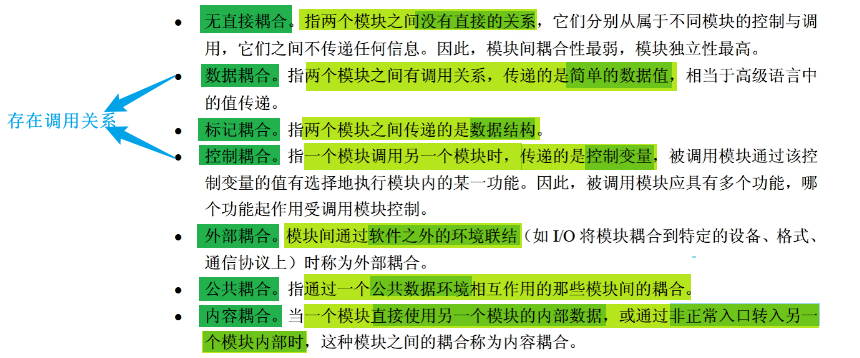 ● 无直接耦合。指两个模块之间没有直接的关系，它们分别从属于不同模块的控制与调
用，它们之间不传递任何信息。因此，模块间耦合性最弱，模块独立性最高。
● 数据耦合。指两个模块之间有调用关系，传递的是简单的数据值，相当于高级语言中
的值传递。
存在调用关系
● 标记耦合。指两个模块之间传递的是数据结构。
● 控制耦合。指一个模块调用另一个模块时，传递的是控制变量，被调用模块通过该控
制变量的值有选择地执行模块内的某一功能。因此，被调用模块应具有多个功能，哪
个功能起作用受调用模块控制。
● 外部耦合。模块间通过软件之外的环境联结（如 I/O 将模块耦合到特定的设备、格式、
通信协议上）时称为外部耦合。
● 公共耦合。指通过一个公共数据环境相互作用的那些模块间的耦合。
● 内容耦合。当一个模块直接使用另一个模块的内部数据，或通过非正常入口转入另一
个模块内部时，这种模块之间的耦合称为内容耦合。